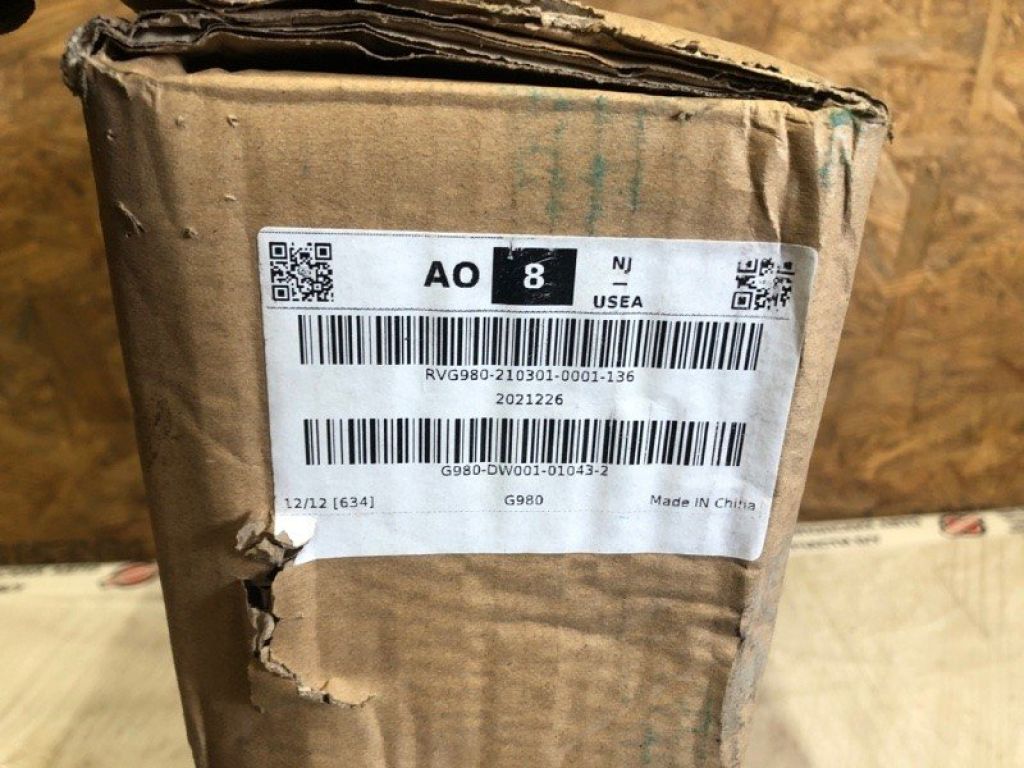 AO 8 NJ
—
USEA
RVG980-210301-0001-136
2021226
G980-DW001-01043-2
12/12 [634] G980 Made IN China